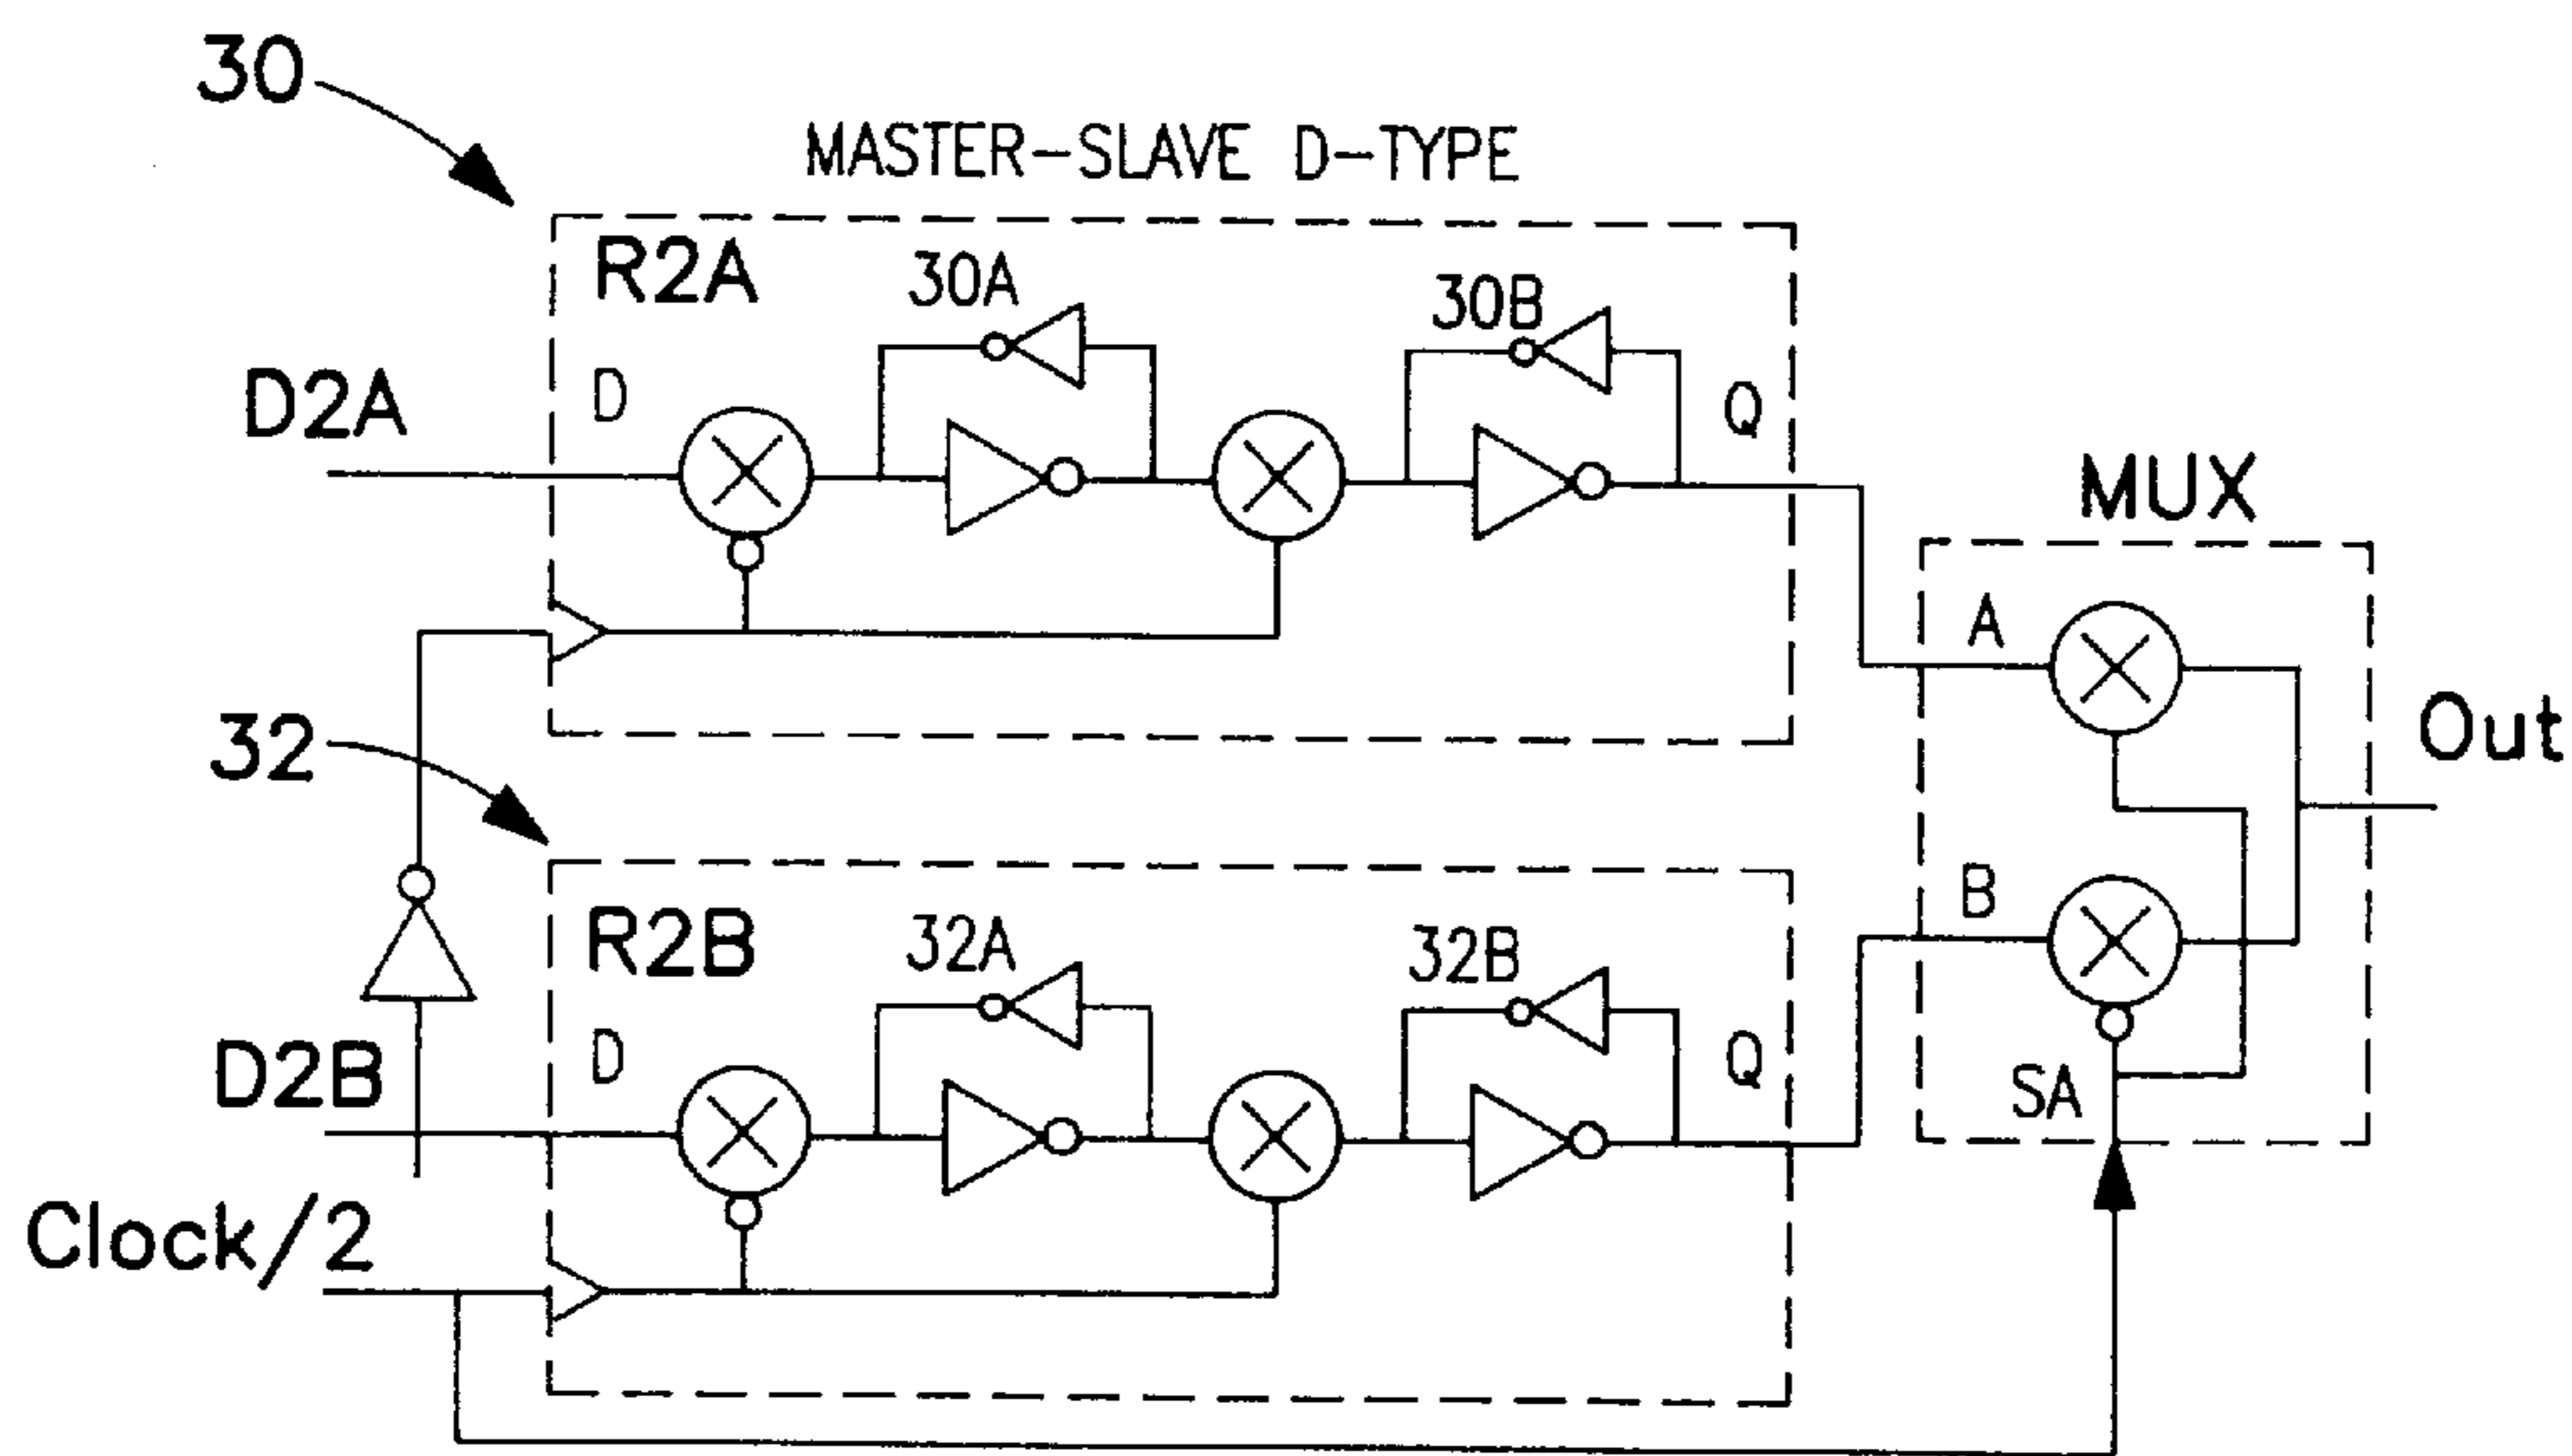 30
MASTER-SLAVE D-TYPE
R2A
30A
30B
D2A
D
Q
MUX
A
32
Out
B
R2B
32A
32B
D2B
D
Q
SA
Clock/2